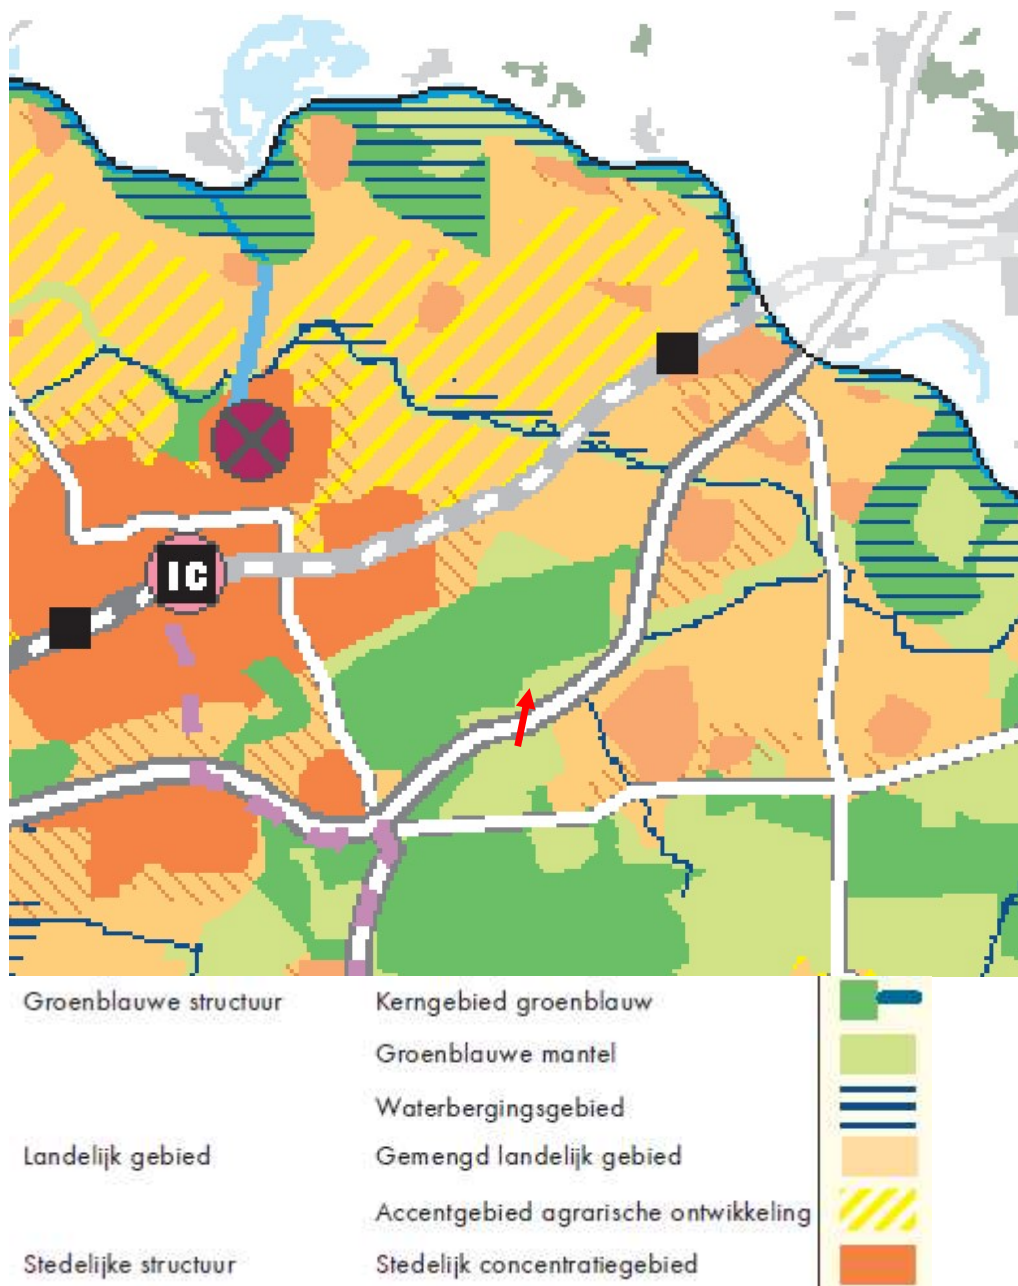 IC
Groenblauwe structuur Kerngebied groenblauw
Groenblauwe mantel
Waterbergingsgebied
Landelijk gebied Gemengd landelijk gebied
Accentgebied agrarische ontwikkeling
Stedelijke structuur Stedelijk concentratiegebied